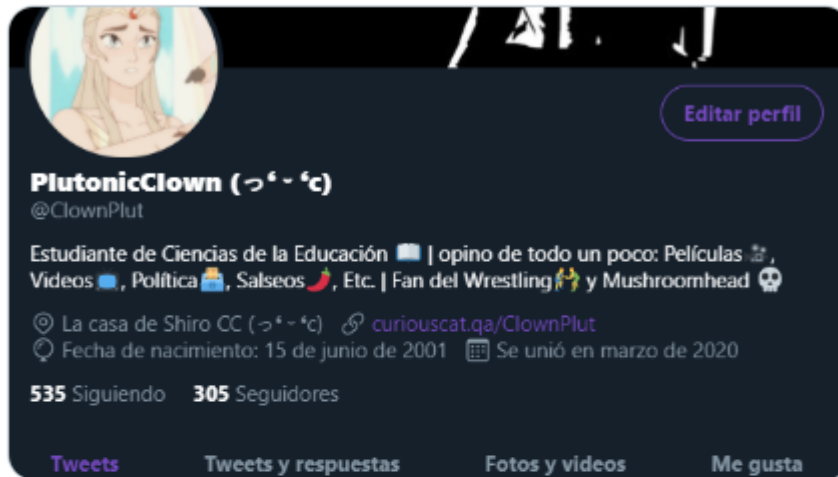 Editar perfil
PlutonicClown (っ❛ ˘ ❛c)
@ClownPlut
Estudiante de Ciencias de la Educación 📖 | opino de todo un poco: Películas🎥,
Videos📺, Política🗳️, Salseos🌶️, Etc. | Fan del Wrestling🤼 y Mushroomhead 💀
La casa de Shiro CC (っ❛ ˘ ❛c) curiouscat.qa/ClownPlut
Fecha de nacimiento: 15 de junio de 2001 Se unió en marzo de 2020
535 Siguiendo 305 Seguidores
Tweets Tweets y respuestas Fotos y videos Me gusta